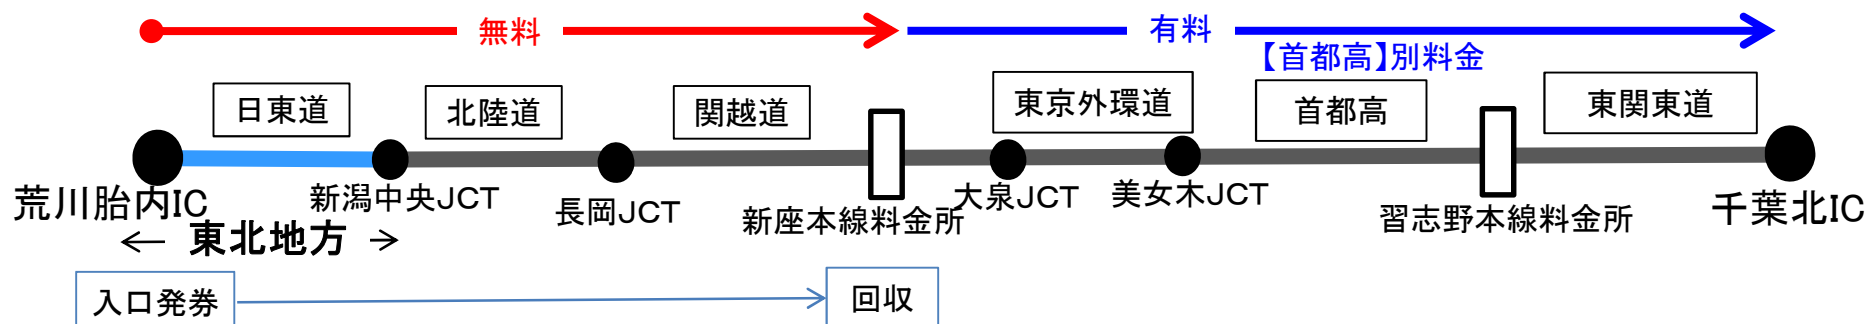 無料
有料
【首都高】別料金
日東道
北陸道
関越道
東京外環道
首都高
東関東道
荒川胎内IC
新潟中央JCT
長岡JCT
新座本線料金所
大泉JCT
美女木JCT
習志野本線料金所
千葉北IC
← 東北地方 →
入口発券
回収